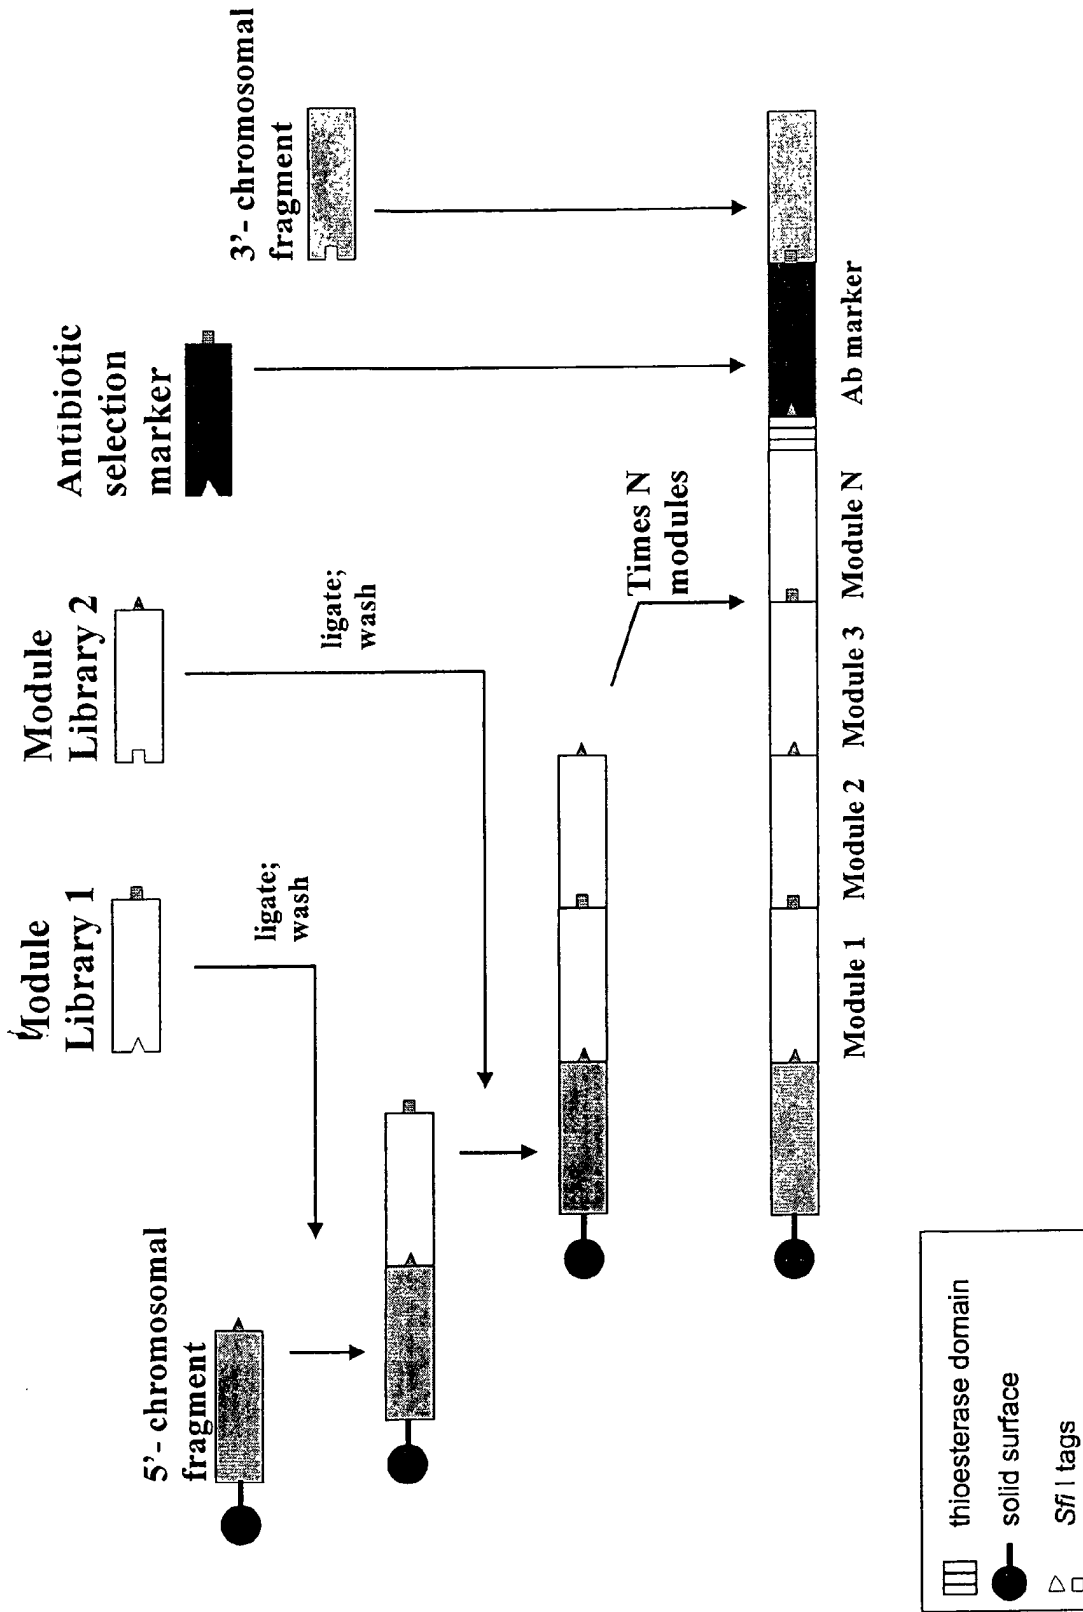 5'- chromosomal
fragment
Module
Library 1
ligate;
wash
Module
Library 2
ligate;
wash
Antibiotic
selection
marker
3'- chromosomal
fragment
Times N
modules
Module 1
Module 2
Module 3
Module N
Ab marker
thioesterase domain
solid surface
Sfi I tags